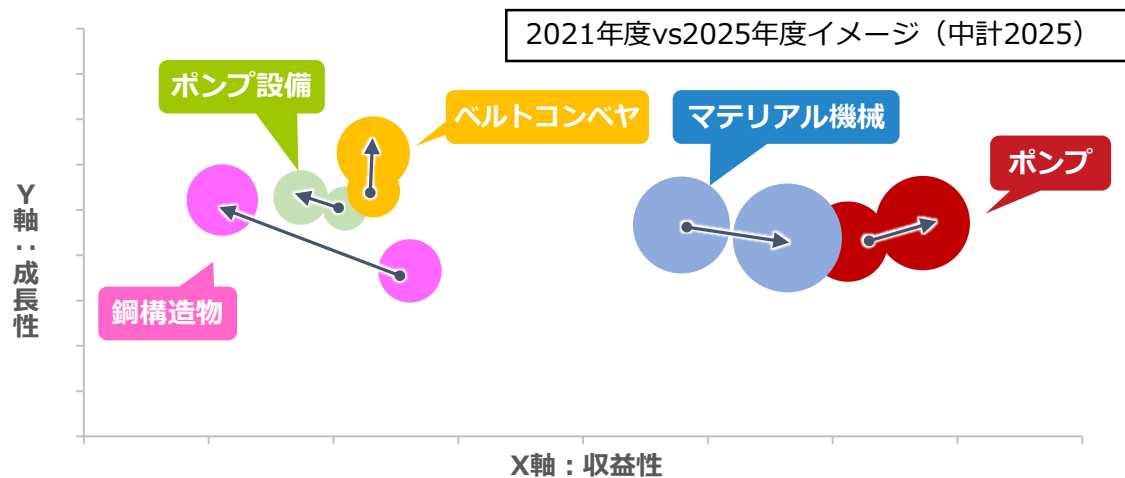 2021年度vs2025年度イメージ（中計2025）
ポンプ設備
ベルトコンベヤ
マテリアル機械
ポンプ
鋼構造物
Y軸：成長性
X軸：収益性